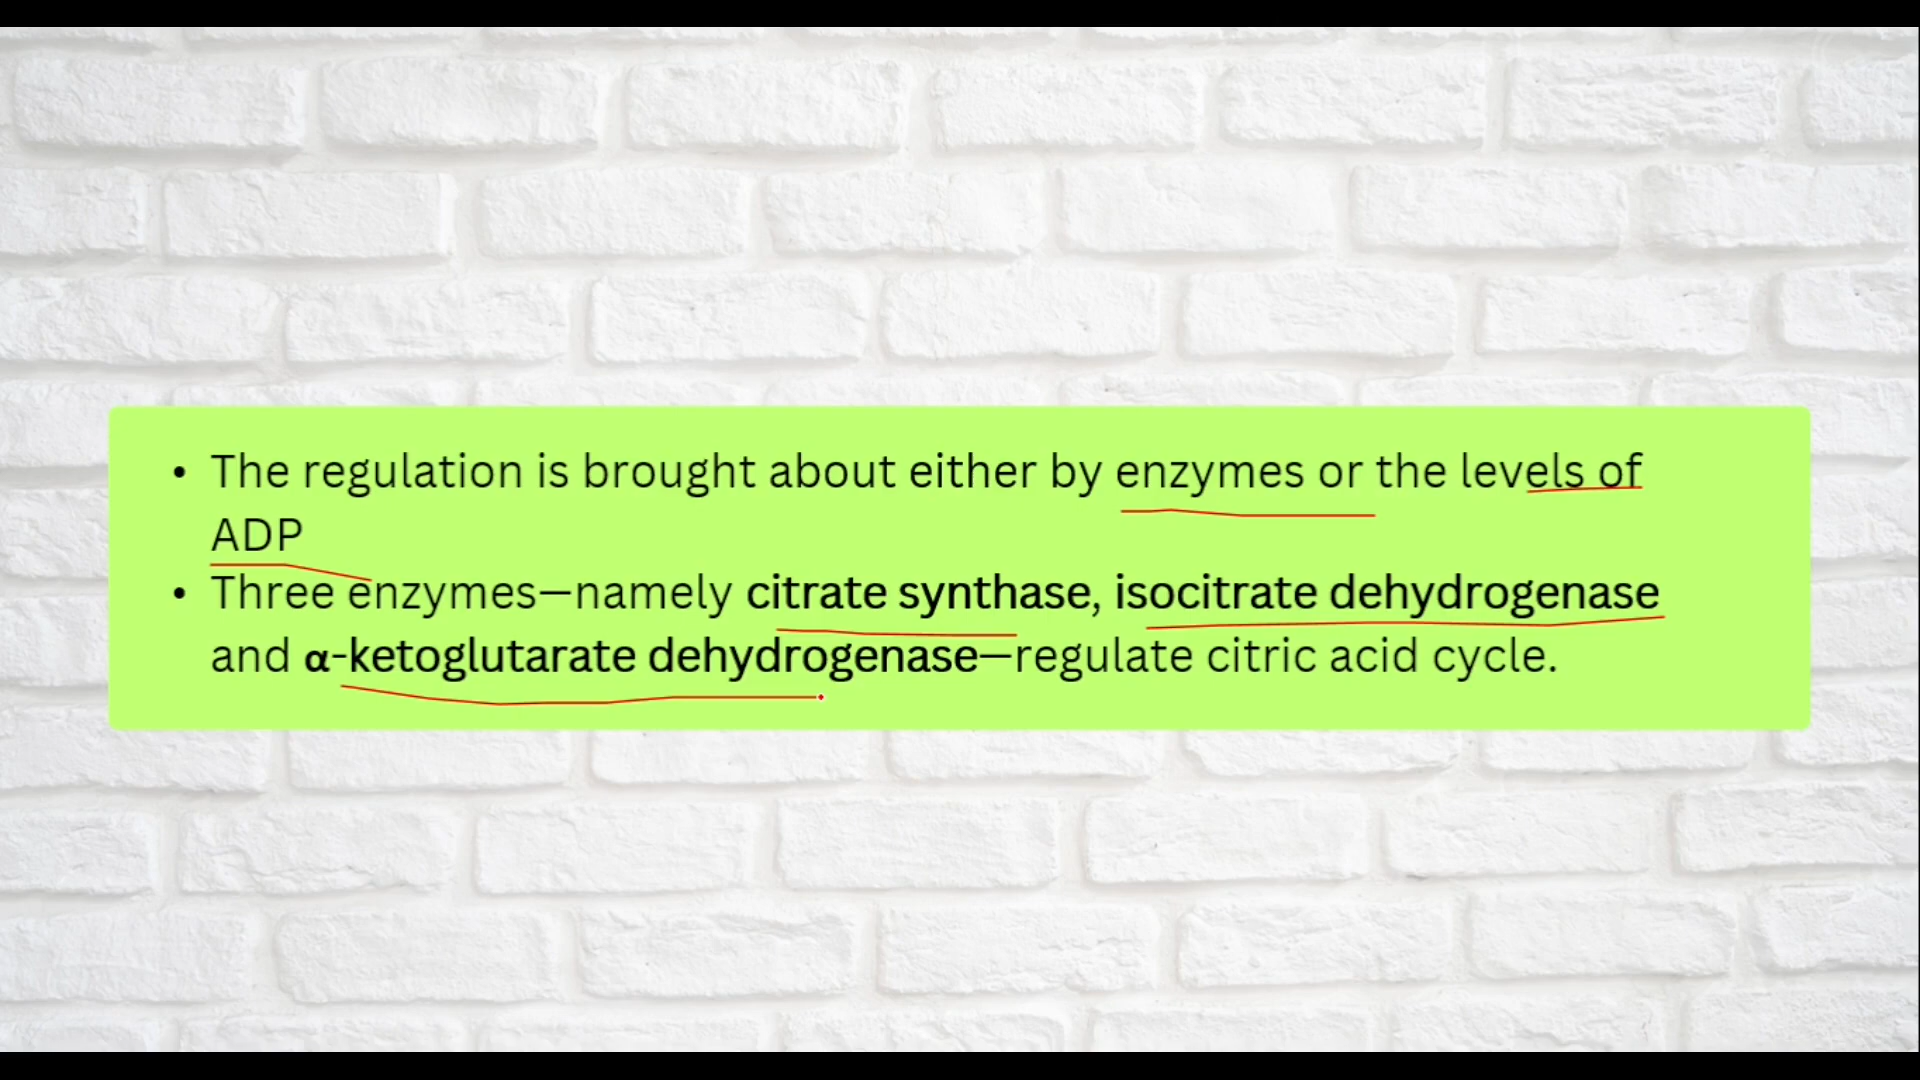 • The regulation is brought about either by enzymes or the levels of
ADP
• Three enzymes—namely citrate synthase, isocitrate dehydrogenase
and α-ketoglutarate dehydrogenase—regulate citric acid cycle.